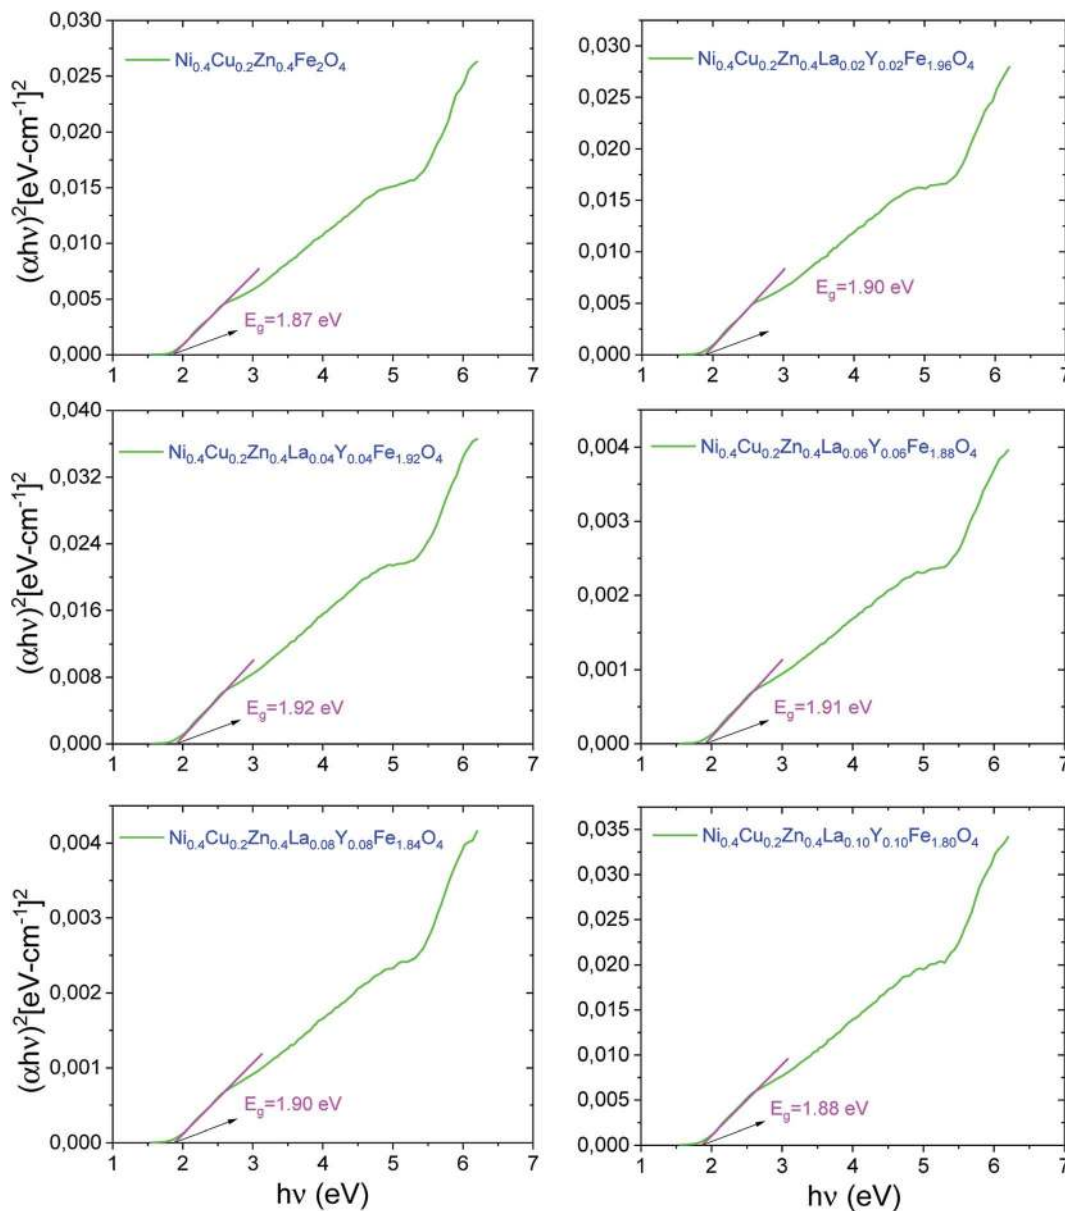 0,030
0,025
0,020
0,015
0,010
0,005
0,000
(αhν)²[eV-cm⁻¹]²
Ni₀.₄Cu₀.₂Zn₀.₄Fe₂O₄
E_g=1.87 eV
1 2 3 4 5 6 7
0,030
0,025
0,020
0,015
0,010
0,005
0,000
Ni₀.₄Cu₀.₂Zn₀.₄La₀.₀₂Y₀.₀₂Fe₁.₉₆O₄
E_g=1.90 eV
1 2 3 4 5 6 7
0,040
0,032
0,024
0,016
0,008
0,000
(αhν)²[eV-cm⁻¹]²
Ni₀.₄Cu₀.₂Zn₀.₄La₀.₀₄Y₀.₀₄Fe₁.₉₂O₄
E_g=1.92 eV
1 2 3 4 5 6 7
0,004
0,003
0,002
0,001
0,000
Ni₀.₄Cu₀.₂Zn₀.₄La₀.₀₆Y₀.₀₆Fe₁.₈₈O₄
E_g=1.91 eV
1 2 3 4 5 6 7
0,004
0,003
0,002
0,001
0,000
(αhν)²[eV-cm⁻¹]²
Ni₀.₄Cu₀.₂Zn₀.₄La₀.₀₈Y₀.₀₈Fe₁.₈₄O₄
E_g=1.90 eV
1 2 3 4 5 6 7
hν (eV)
0,035
0,030
0,025
0,020
0,015
0,010
0,005
0,000
Ni₀.₄Cu₀.₂Zn₀.₄La₀.₁₀Y₀.₁₀Fe₁.₈₀O₄
E_g=1.88 eV
1 2 3 4 5 6 7
hν (eV)